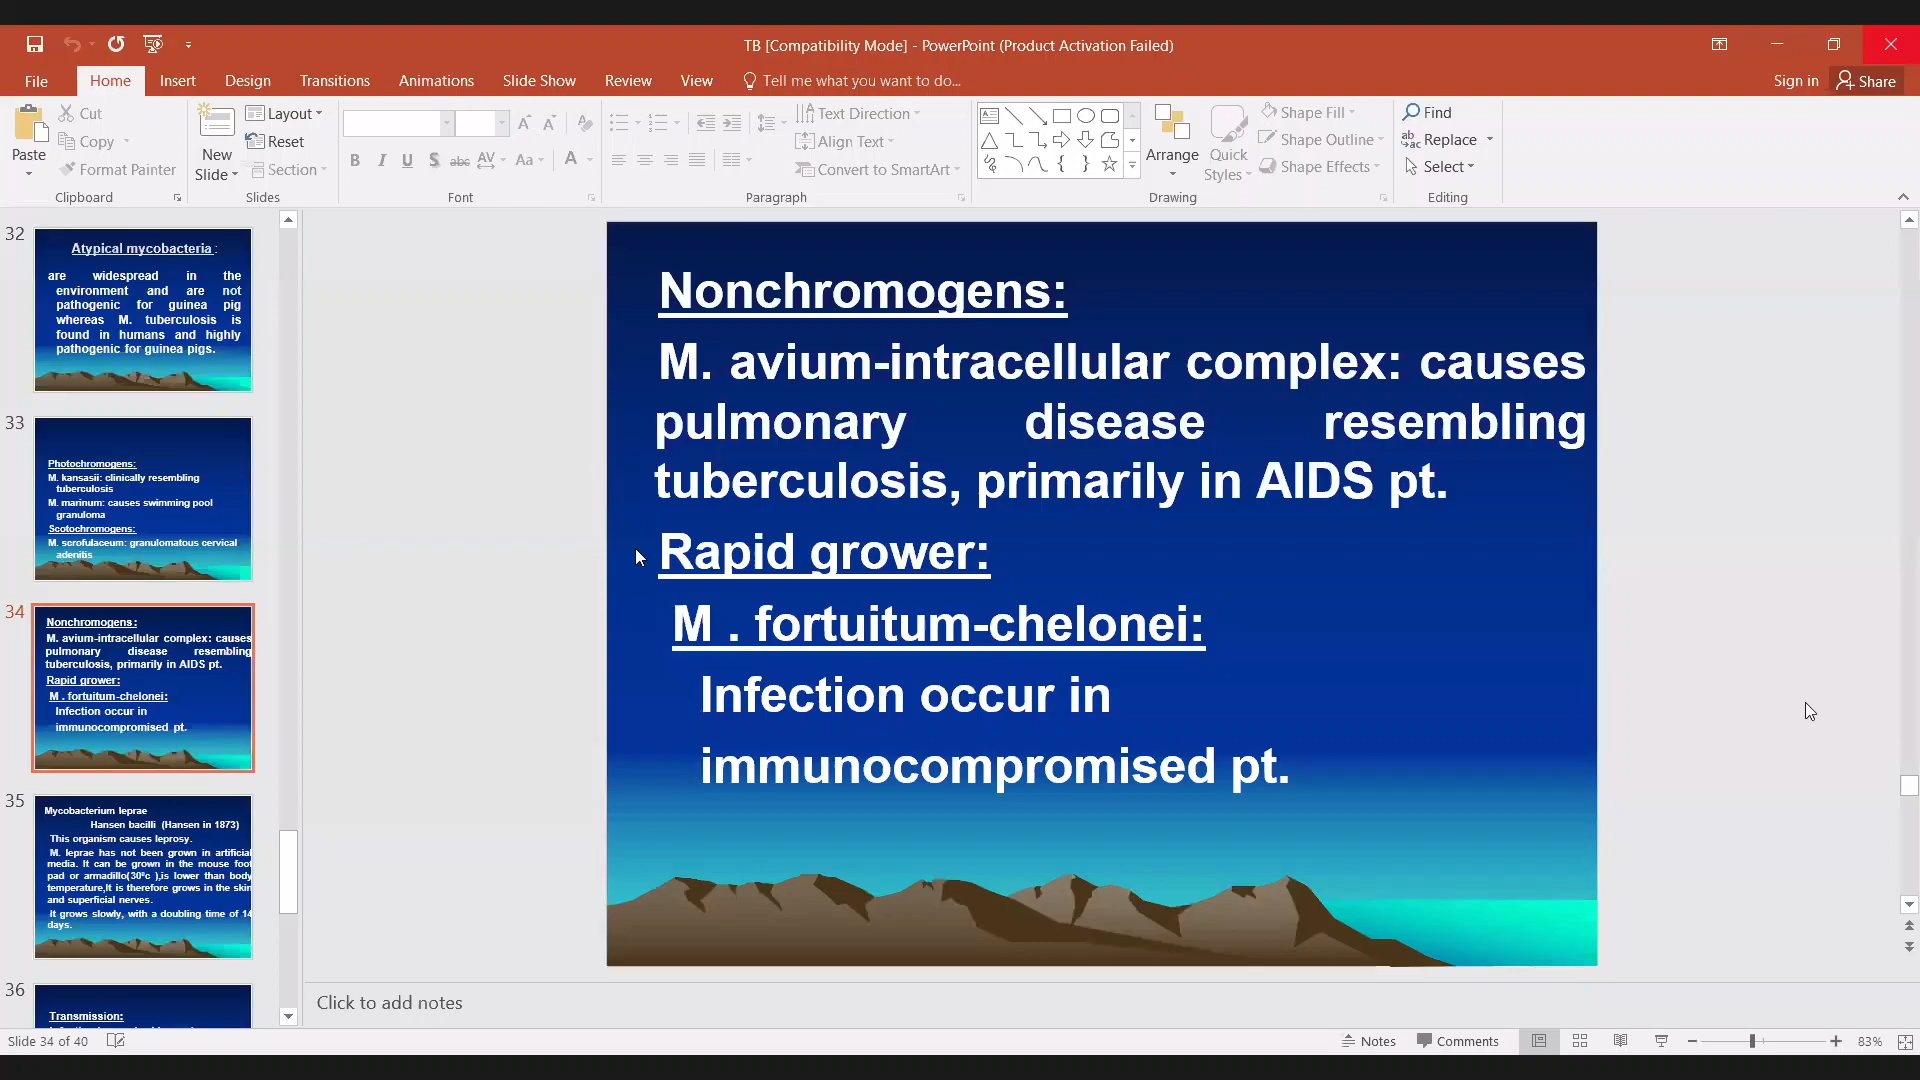 TB [Compatibility Mode] - PowerPoint (Product Activation Failed)
File Home Insert Design Transitions Animations Slide Show Review View Tell me what you want to do... Sign in Share
Paste
Cut
Copy
Format Painter
Clipboard
New
Slide
Layout
Reset
Section
Slides
B I U S abc AV Aa A
Font
Text Direction
Align Text
Convert to SmartArt
Paragraph
Arrange
Quick
Styles
Shape Fill
Shape Outline
Shape Effects
Drawing
Find
Replace
Select
Editing
32
Atypical mycobacteria :
are widespread in the
environment and are not
pathogenic for guinea pig
whereas M. tuberculosis is
found in humans and highly
pathogenic for guinea pigs.
33
Photochromogens:
M. kansasii: clinically resembling
tuberculosis
M. marinum: causes swimming pool
granuloma
Scotochromogens:
M. scrofulaceum: granulomatous cervical
adenitis
34
Nonchromogens:
M. avium-intracellular complex: causes
pulmonary disease resembling
tuberculosis, primarily in AIDS pt.
Rapid grower:
M . fortuitum-chelonei:
Infection occur in
immunocompromised pt.
35
Mycobacterium leprae
Hansen bacilli (Hansen in 1873)
This organism causes leprosy.
M. leprae has not been grown in artificial
media. It can be grown in the mouse foot
pad or armadillo(30ºc ),is lower than body
temperature,It is therefore grows in the skin
and superficial nerves.
It grows slowly, with a doubling time of 14
days.
36
Transmission:
Nonchromogens:
M. avium-intracellular complex: causes
pulmonary disease resembling
tuberculosis, primarily in AIDS pt.
Rapid grower:
M . fortuitum-chelonei:
Infection occur in
immunocompromised pt.
Click to add notes
Slide 34 of 40
Notes Comments 83%